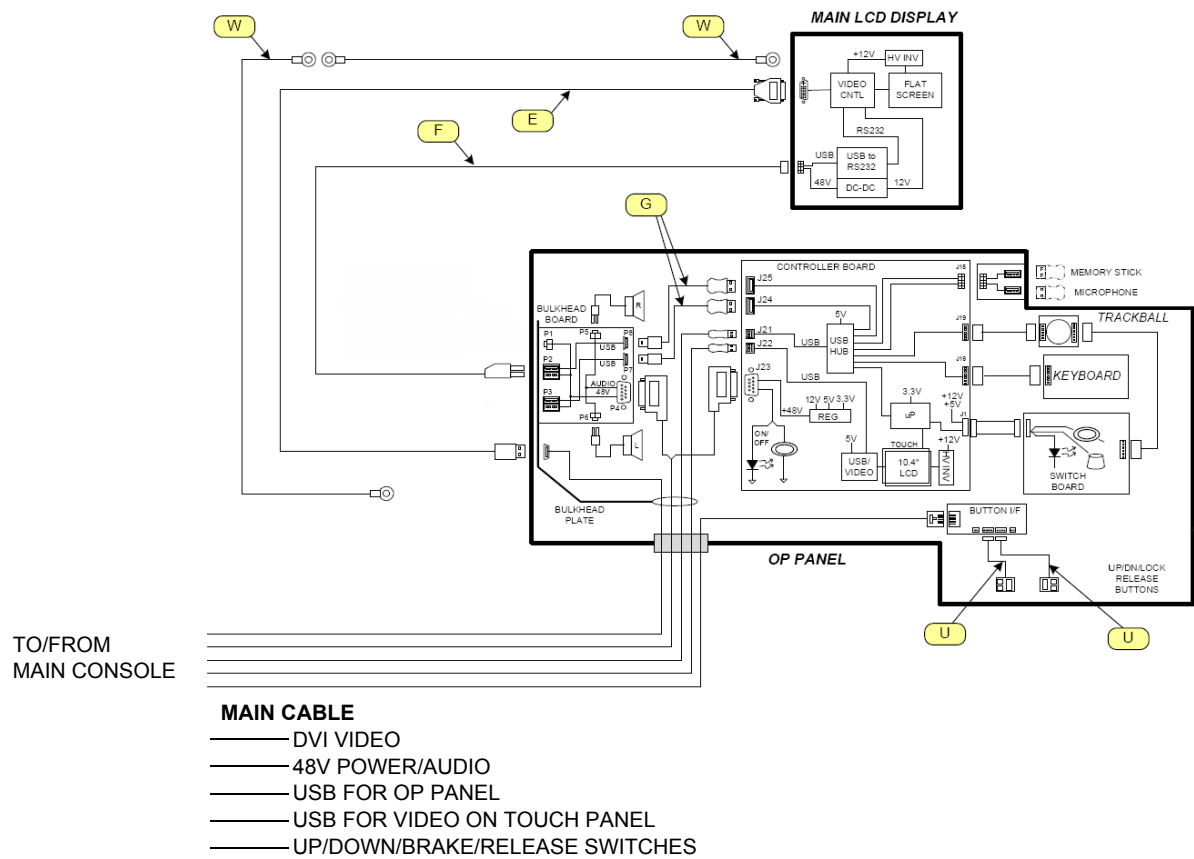 MAIN LCD DISPLAY
W
W
+12V
HV INV
VIDEO
CNTL
FLAT
SCREEN
E
F
RS232
USB
USB to
RS232
48V
DC-DC
12V
G
CONTROLLER BOARD
J25
J24
J21
J22
J23
J15
J19
J18
J1
MEMORY STICK
MICROPHONE
TRACKBALL
KEYBOARD
BULKHEAD
BOARD
P1
P2
P3
P5
P8
USB
USB
P7
AUDIO
48V
P4
P6
R
L
5V
USB
HUB
USB
USB
3.3V
uP
+12V
+5V
12V 5V 3.3V
+48V
REG
ON/
OFF
5V
USB/
VIDEO
TOUCH
10.4"
LCD
+12V
HV INV
SWITCH
BOARD
BULKHEAD
PLATE
BUTTON I/F
OP PANEL
UP/DN/LOCK
RELEASE
BUTTONS
U
U
TO/FROM
MAIN CONSOLE
MAIN CABLE
DVI VIDEO
48V POWER/AUDIO
USB FOR OP PANEL
USB FOR VIDEO ON TOUCH PANEL
UP/DOWN/BRAKE/RELEASE SWITCHES